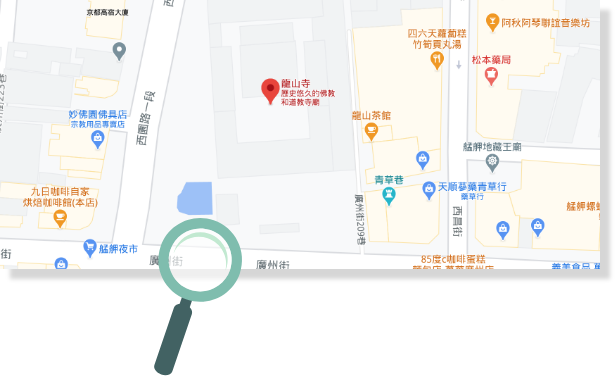 京都高宿大廈
四六天蘿蔔糕
竹筍貢丸湯
阿秋阿琴聯誼音樂坊
松本藥局
龍山寺
歷史悠久的佛教
和道教寺廟
妙佛圓佛具店
宗教用品專賣店
西園路一段
龍山茶館
艋舺地藏王廟
青草巷
天順蔘藥青草行
藥草行
九日咖啡自家
烘焙咖啡館(本店)
廣州街209巷
西昌街
艋舺夜市
廣州街
廣州街
85度c咖啡蛋糕